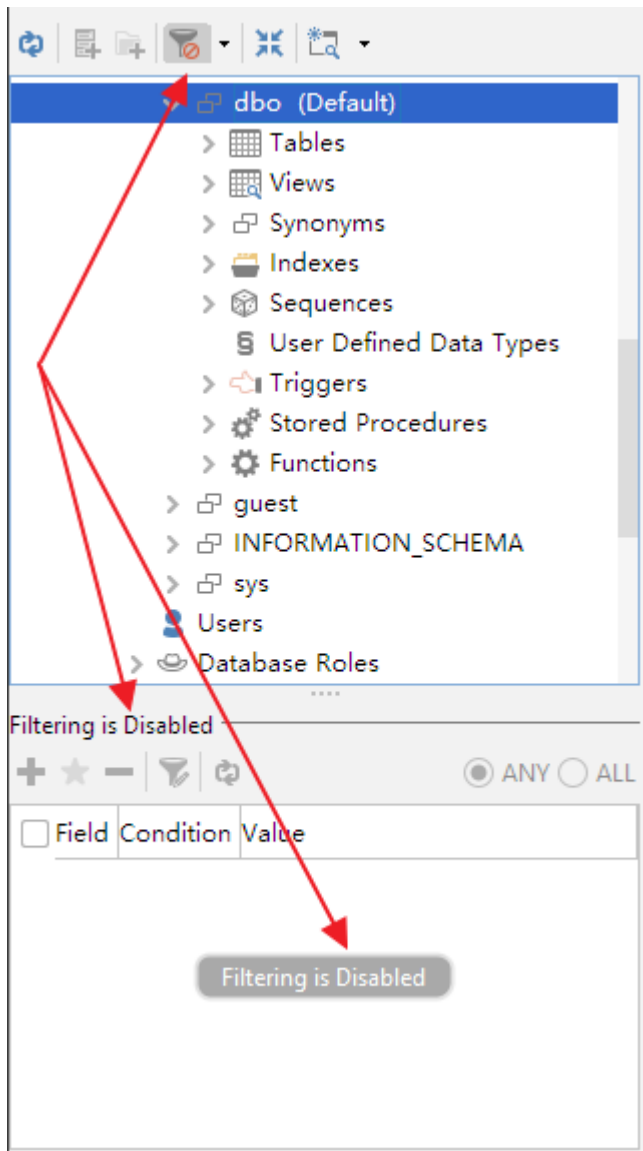 dbo (Default)
Tables
Views
Synonyms
Indexes
Sequences
User Defined Data Types
Triggers
Stored Procedures
Functions
guest
INFORMATION_SCHEMA
sys
Users
Database Roles
Filtering is Disabled
ANY ALL
Field Condition Value
Filtering is Disabled